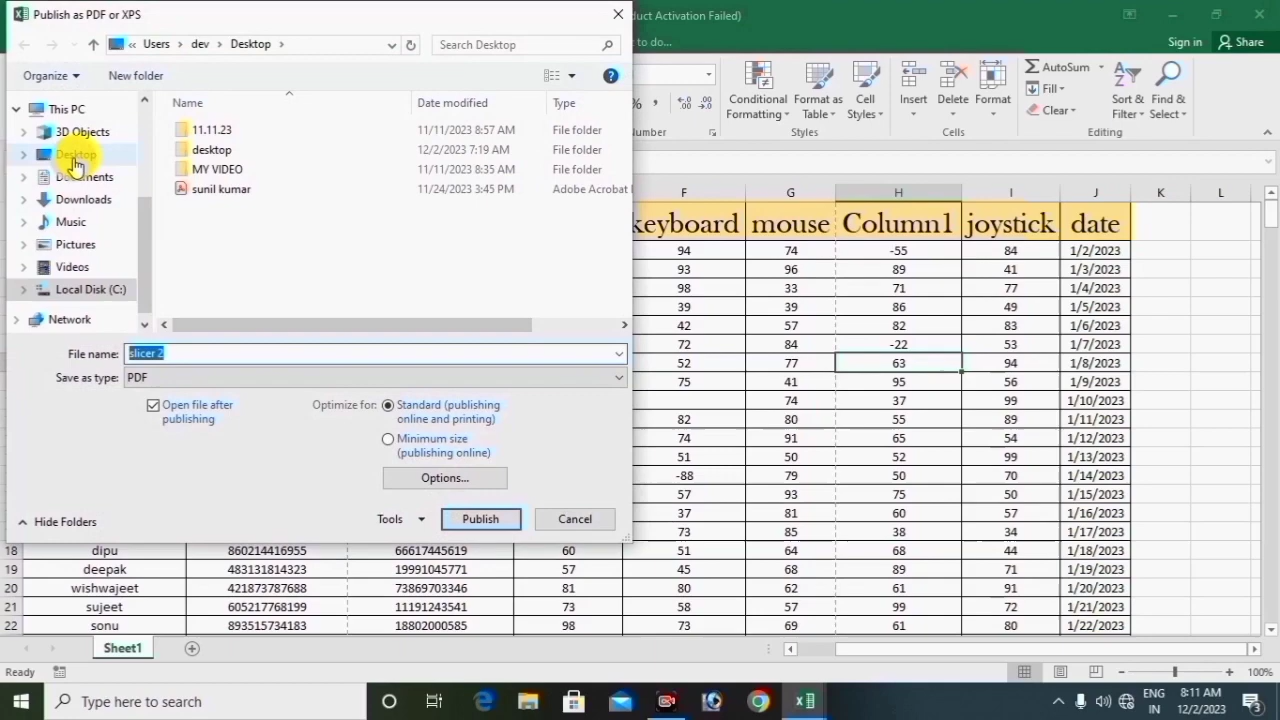 Publish as PDF or XPS
duct Activation Failed)
« Users > dev > Desktop >
Search Desktop
to do...
Sign in
Share
Organize
New folder
This PC
3D Objects
Desktop
Documents
Downloads
Music
Pictures
Videos
Local Disk (C:)
Network
Name Date modified Type
11.11.23 11/11/2023 8:57 AM File folder
desktop 12/2/2023 7:19 AM File folder
MY VIDEO 11/11/2023 8:35 AM File folder
sunil kumar 11/24/2023 3:45 PM Adobe Acrobat
File name: slicer 2
Save as type: PDF
Open file after
publishing
Optimize for:
Standard (publishing
online and printing)
Minimum size
(publishing online)
Options...
Hide Folders
Tools
Publish
Cancel
% ,
Conditional
Formatting
Format as
Table
Cell
Styles
Insert
Delete
Format
AutoSum
Fill
Clear
Sort &
Filter
Find &
Select
Number
Styles
Cells
Editing
F G H I J K L
keyboard mouse Column1 joystick date
94 74 -55 84 1/2/2023
93 96 89 41 1/3/2023
98 33 71 77 1/4/2023
39 39 86 49 1/5/2023
42 57 82 83 1/6/2023
72 84 -22 53 1/7/2023
52 77 63 94 1/8/2023
75 41 95 56 1/9/2023
74 37 99 1/10/2023
82 80 55 89 1/11/2023
74 91 65 54 1/12/2023
51 50 52 99 1/13/2023
-88 79 50 70 1/14/2023
57 93 75 50 1/15/2023
37 81 60 57 1/16/2023
73 85 38 34 1/17/2023
18 dipu 860214416955 66617445619 60 51 64 68 44 1/18/2023
19 deepak 483131814323 19991045771 57 45 68 89 71 1/19/2023
20 wishwajeet 421873787688 73869703346 81 80 62 61 91 1/20/2023
21 sujeet 605217768199 11191243541 73 58 57 99 72 1/21/2023
22 sonu 893515734183 18802000585 98 73 69 61 80 1/22/2023
Sheet1
Ready
100%
Type here to search
ENG
IN
8:11 AM
12/2/2023
3